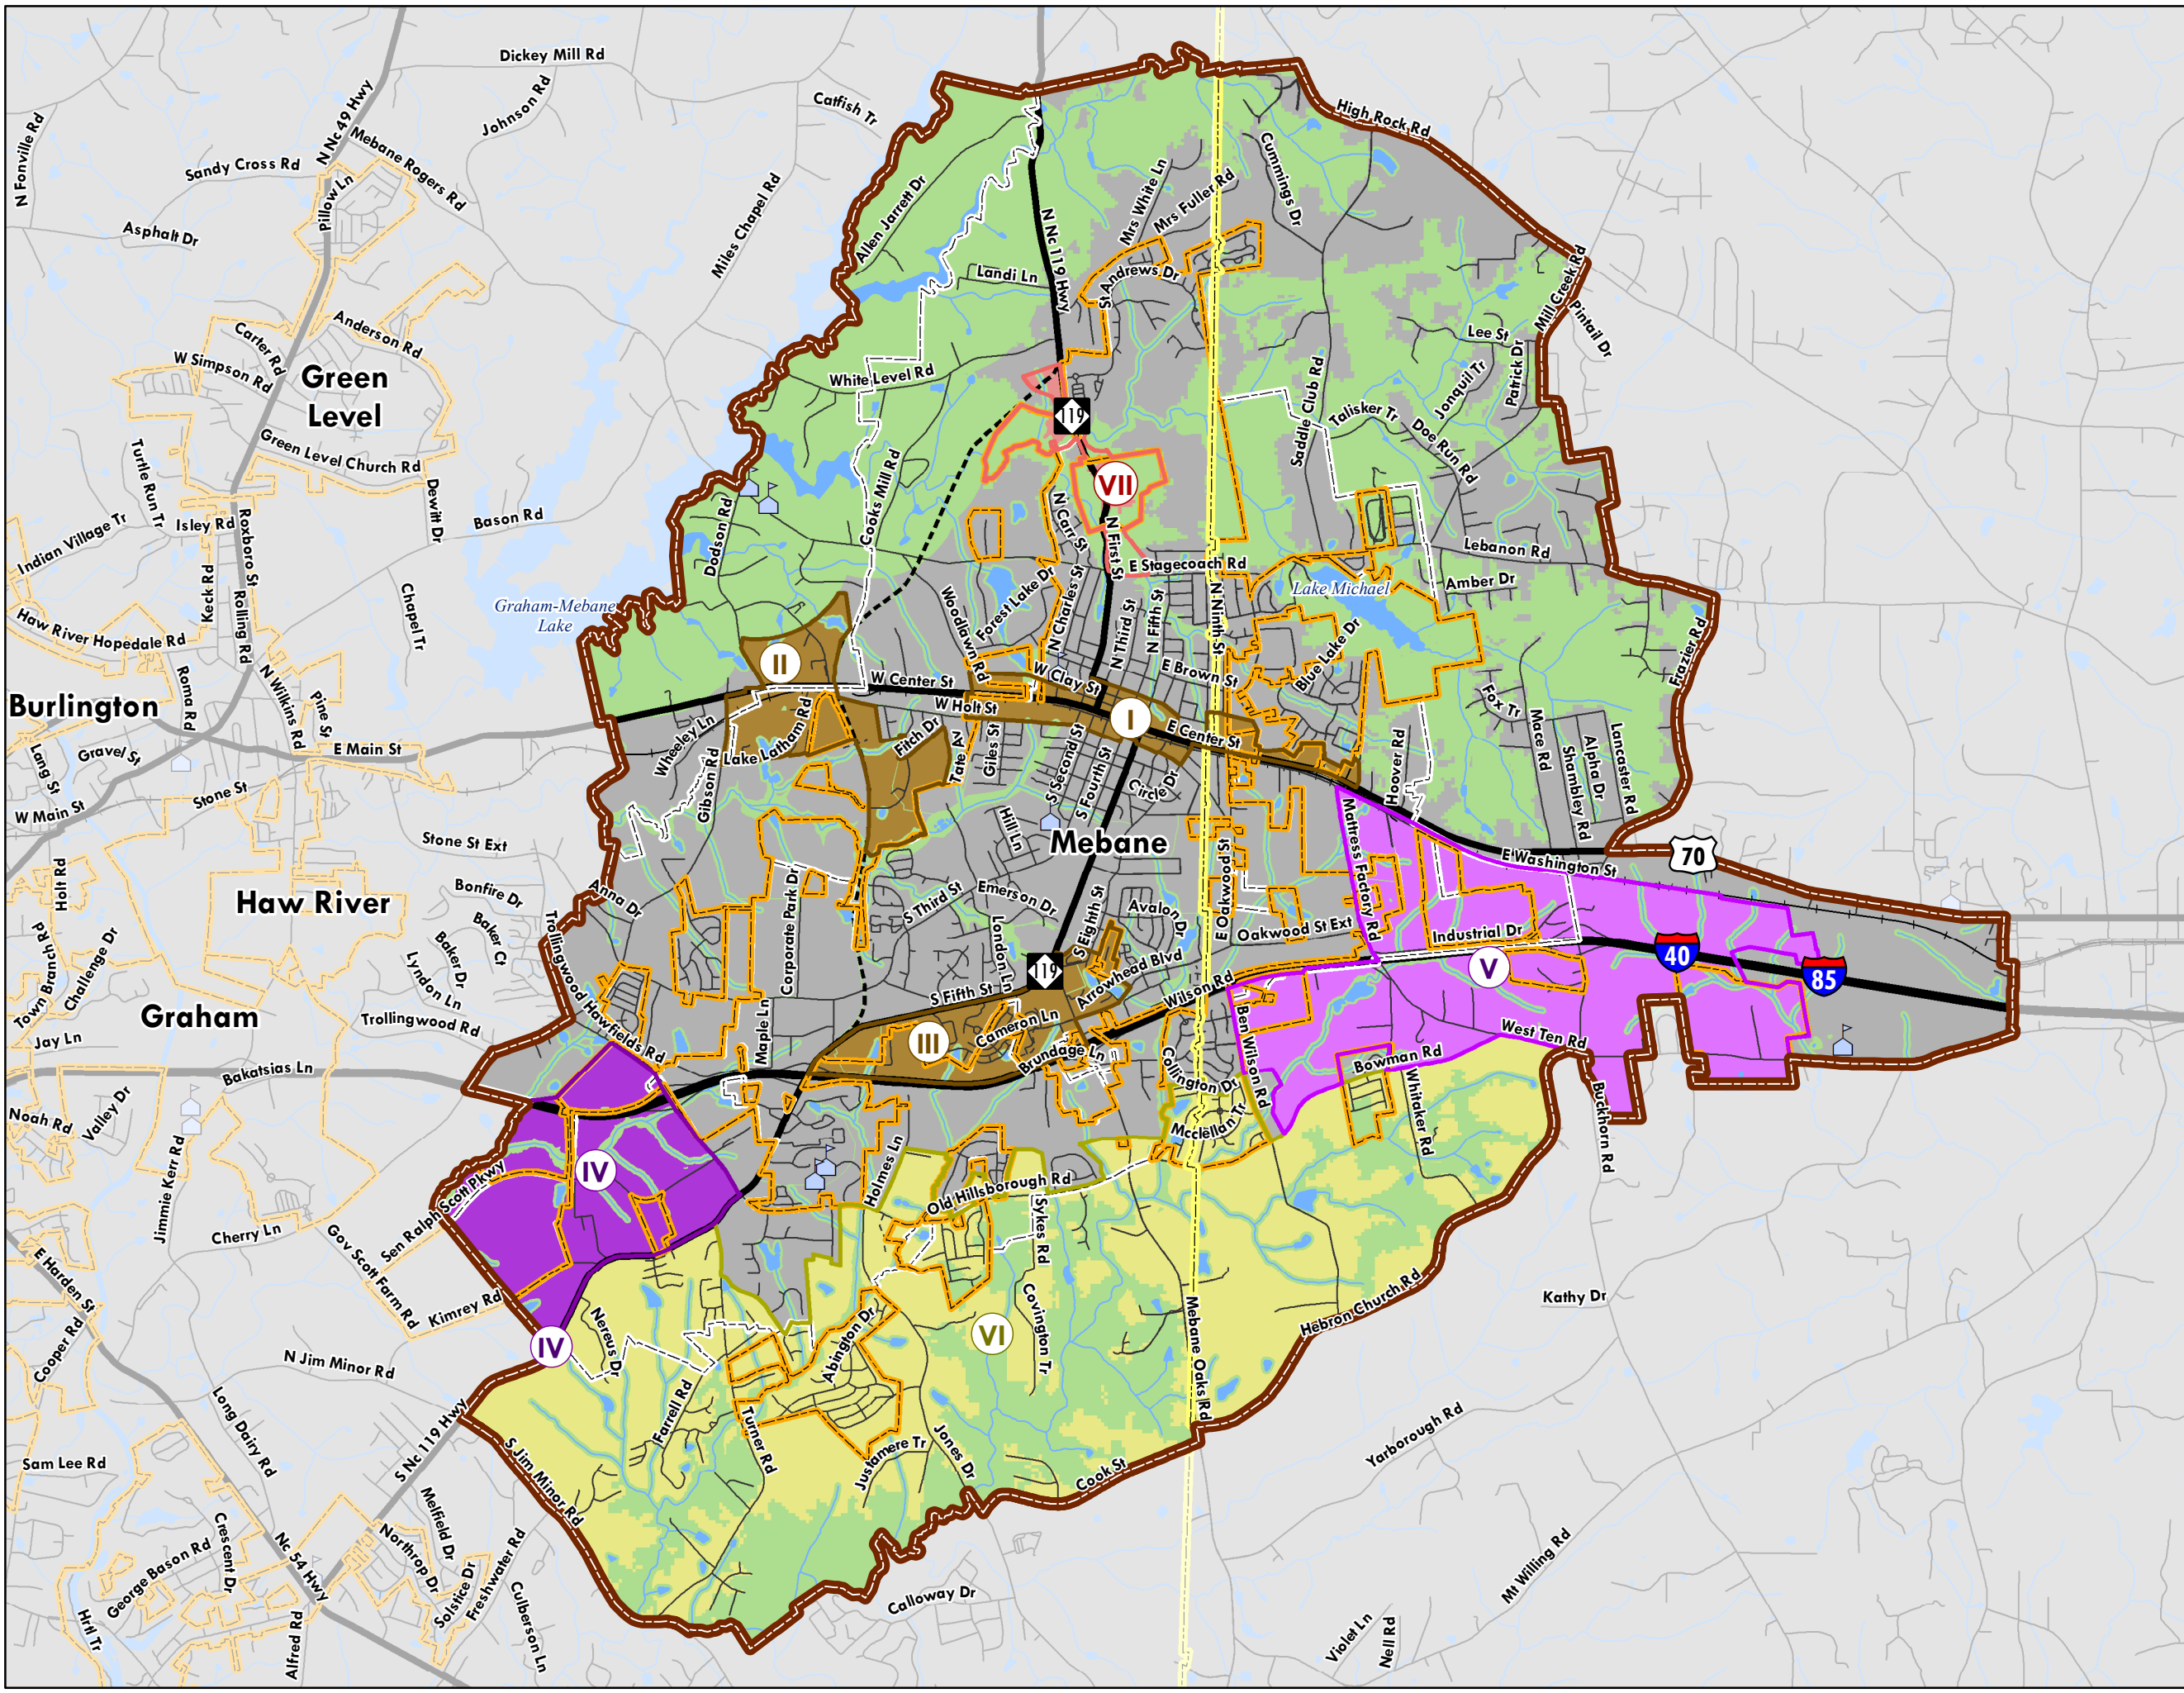 Dickey Mill Rd
N Nc 49 Hwy
Johnson Rd
Catfish Tr
High Rock Rd
N Fonville Rd
Sandy Cross Rd
Mebane Rogers Rd
Pillow Ln
Asphalt Dr
Miles Chapel Rd
Allen Jarrett Dr
N Nc 119 Hwy
Mrs White Ln
Mrs Fuller Rd
Cummings Dr
Landi Ln
St Andrews Dr
Mill Creek Rd
Pintail Dr
Lee St
Patrick Dr
Jonquil Tr
Carter Rd
Anderson Rd
W Simpson Rd
Green
Level
White Level Rd
Saddle Club Rd
Talisker Tr
Doe Run Rd
119
VII
Green Level Church Rd
Turtle Run Tr
Dewitt Dr
Bason Rd
Isley Rd
Indian Village Tr
Roxboro St
Keck Rd
Rolling Rd
Chapel Tr
Haw River Hopedale Rd
Dodson Rd
Cooks Mill Rd
N Carr St
N First St
E Stagecoach Rd
Lebanon Rd
Amber Dr
Lake Michael
Graham-Mebane
Lake
Woodlawn Rd
Forest Lake Dr
N Charles St
N Third St
N Fifth St
N Ninth St
E Brown St
Blue Lake Dr
Frazier Rd
II
W Center St
W Clay St
W Holt St
I
E Center St
Fox Tr
Mace Rd
Shambley Rd
Alpha Dr
Lancaster Rd
Hoover Rd
Burlington
Roma Rd
N Wilkins Rd
Pine St
E Main St
Lang St
Gravel St
W Main St
Stone St
Stone St Ext
Wheeley Ln
Gibson Rd
Lake Latham Rd
Fitch Dr
Tate Av
Giles St
S Second St
S Fourth St
Circle Dr
Hill Ln
Mebane
Mattress Factory Rd
E Washington St
70
Holt Rd
Haw River
Bonfire Dr
Baker Ct
Baker Dr
Lyndon Ln
Anna Dr
Trollingwood Hawfields Rd
Trollingwood Rd
Corporate Park Dr
S Third St
Emerson Dr
London Ln
S Eighth St
Avalon Dr
E Oakwood St
Oakwood St Ext
Industrial Dr
40
85
V
119
Town Branch Rd
Challenge Dr
Graham
Jay Ln
Bakatsias Ln
Noah Rd
Valley Dr
Jimmie Kerr Rd
Maple Ln
S Fifth St
III
Cameron Ln
Brundage Ln
Arrowhead Blvd
Wilson Rd
Collington Dr
Ben Wilson Rd
Mcclellan Tr
Bowman Rd
West Ten Rd
Whitaker Rd
Buckhorn Rd
IV
Sen Ralph Scott Pkwy
Cherry Ln
Gov Scott Farm Rd
Kimrey Rd
IV
Holmes Ln
Old Hillsborough Rd
Sykes Rd
Covington Tr
VI
Mebane Oaks Rd
Hebron Church Rd
Kathy Dr
E Harden St
Cooper Rd
N Jim Minor Rd
Nereus Dr
Farrell Rd
Abington Dr
Turner Rd
Justamere Tr
Jones Dr
Cook St
Yarborough Rd
Long Dairy Rd
S Nc 119 Hwy
S Jim Minor Rd
Sam Lee Rd
Crescent Dr
George Bason Rd
Nc 54 Hwy
Melfield Dr
Northrop Dr
Solstice Dr
Freshwater Rd
Culberson Ln
Calloway Dr
Hrtl Tr
Alfred Rd
Mt Willing Rd
Violet Ln
Nell Rd